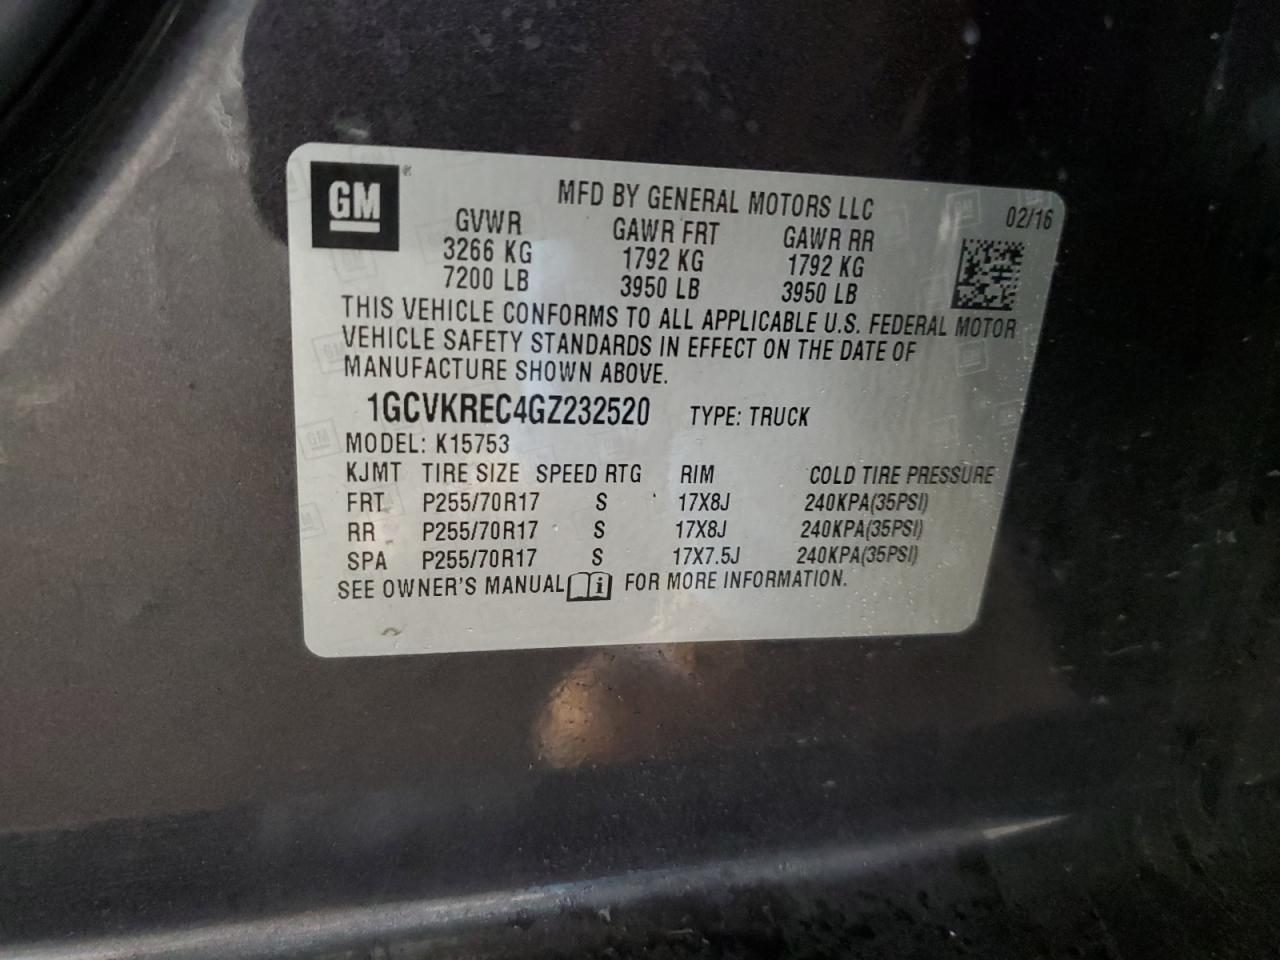 GM®
MFD BY GENERAL MOTORS LLC 02/16
GVWR GAWR FRT GAWR RR
3266 KG 1792 KG 1792 KG
7200 LB 3950 LB 3950 LB
THIS VEHICLE CONFORMS TO ALL APPLICABLE U.S. FEDERAL MOTOR
VEHICLE SAFETY STANDARDS IN EFFECT ON THE DATE OF
MANUFACTURE SHOWN ABOVE.
1GCVKREC4GZ232520 TYPE: TRUCK
MODEL: K15753
KJMT TIRE SIZE SPEED RTG RIM COLD TIRE PRESSURE
FRT P255/70R17 S 17X8J 240KPA(35PSI)
RR P255/70R17 S 17X8J 240KPA(35PSI)
SPA P255/70R17 S 17X7.5J 240KPA(35PSI)
SEE OWNER'S MANUAL i FOR MORE INFORMATION.